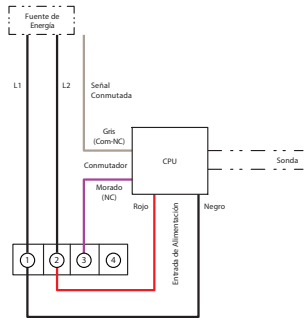 Fuente de
Energía
L1
L2
Señal
Conmutada
Gris
(Com-NC)
CPU
Sonda
Conmutador
Morado
(NC)
Rojo
Entrada de Alimentación
Negro
1
2
3
4